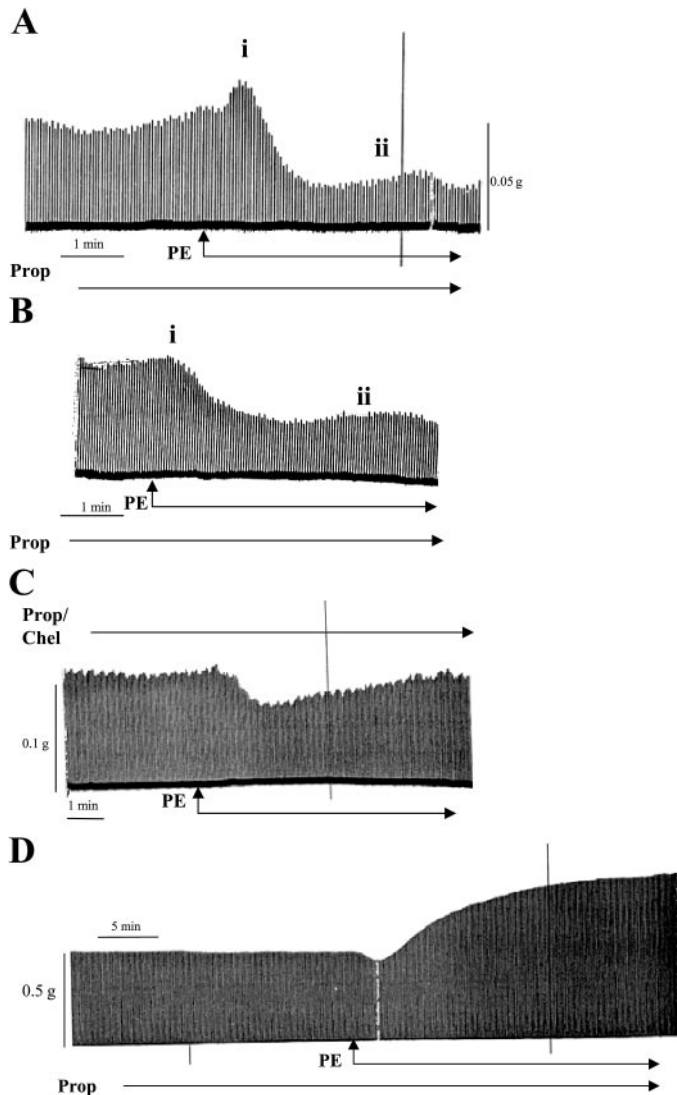 A
i
ii
0.05 g
1 min
PE
Prop
B
i
ii
1 min
PE
Prop
C
Prop/
Chel
0.1 g
PE
1 min
D
5 min
0.5 g
PE
Prop